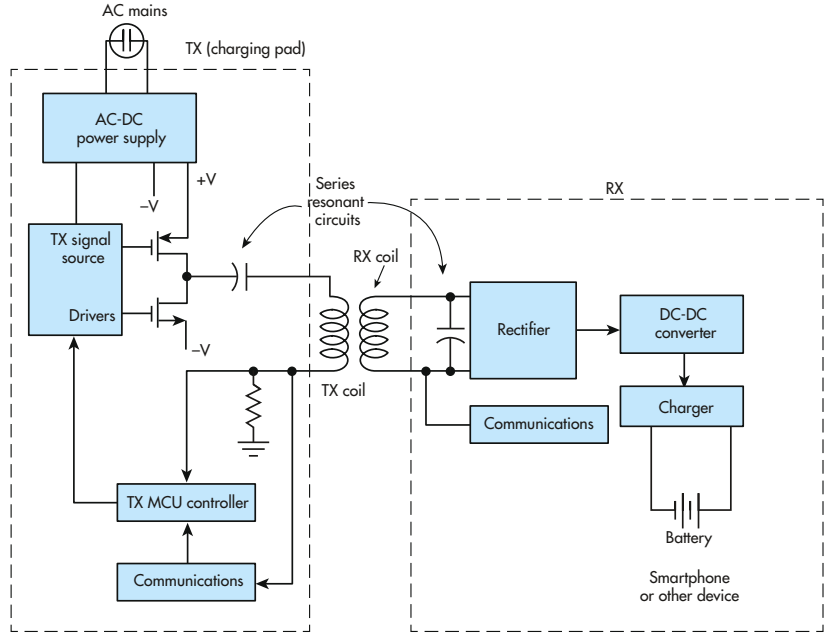 AC mains
TX (charging pad)
AC-DC
power supply
+V
–V
Series
resonant
circuits
RX
TX signal
source
Drivers
–V
RX coil
TX coil
Rectifier
DC-DC
converter
Charger
Communications
TX MCU controller
Communications
Battery
Smartphone
or other device